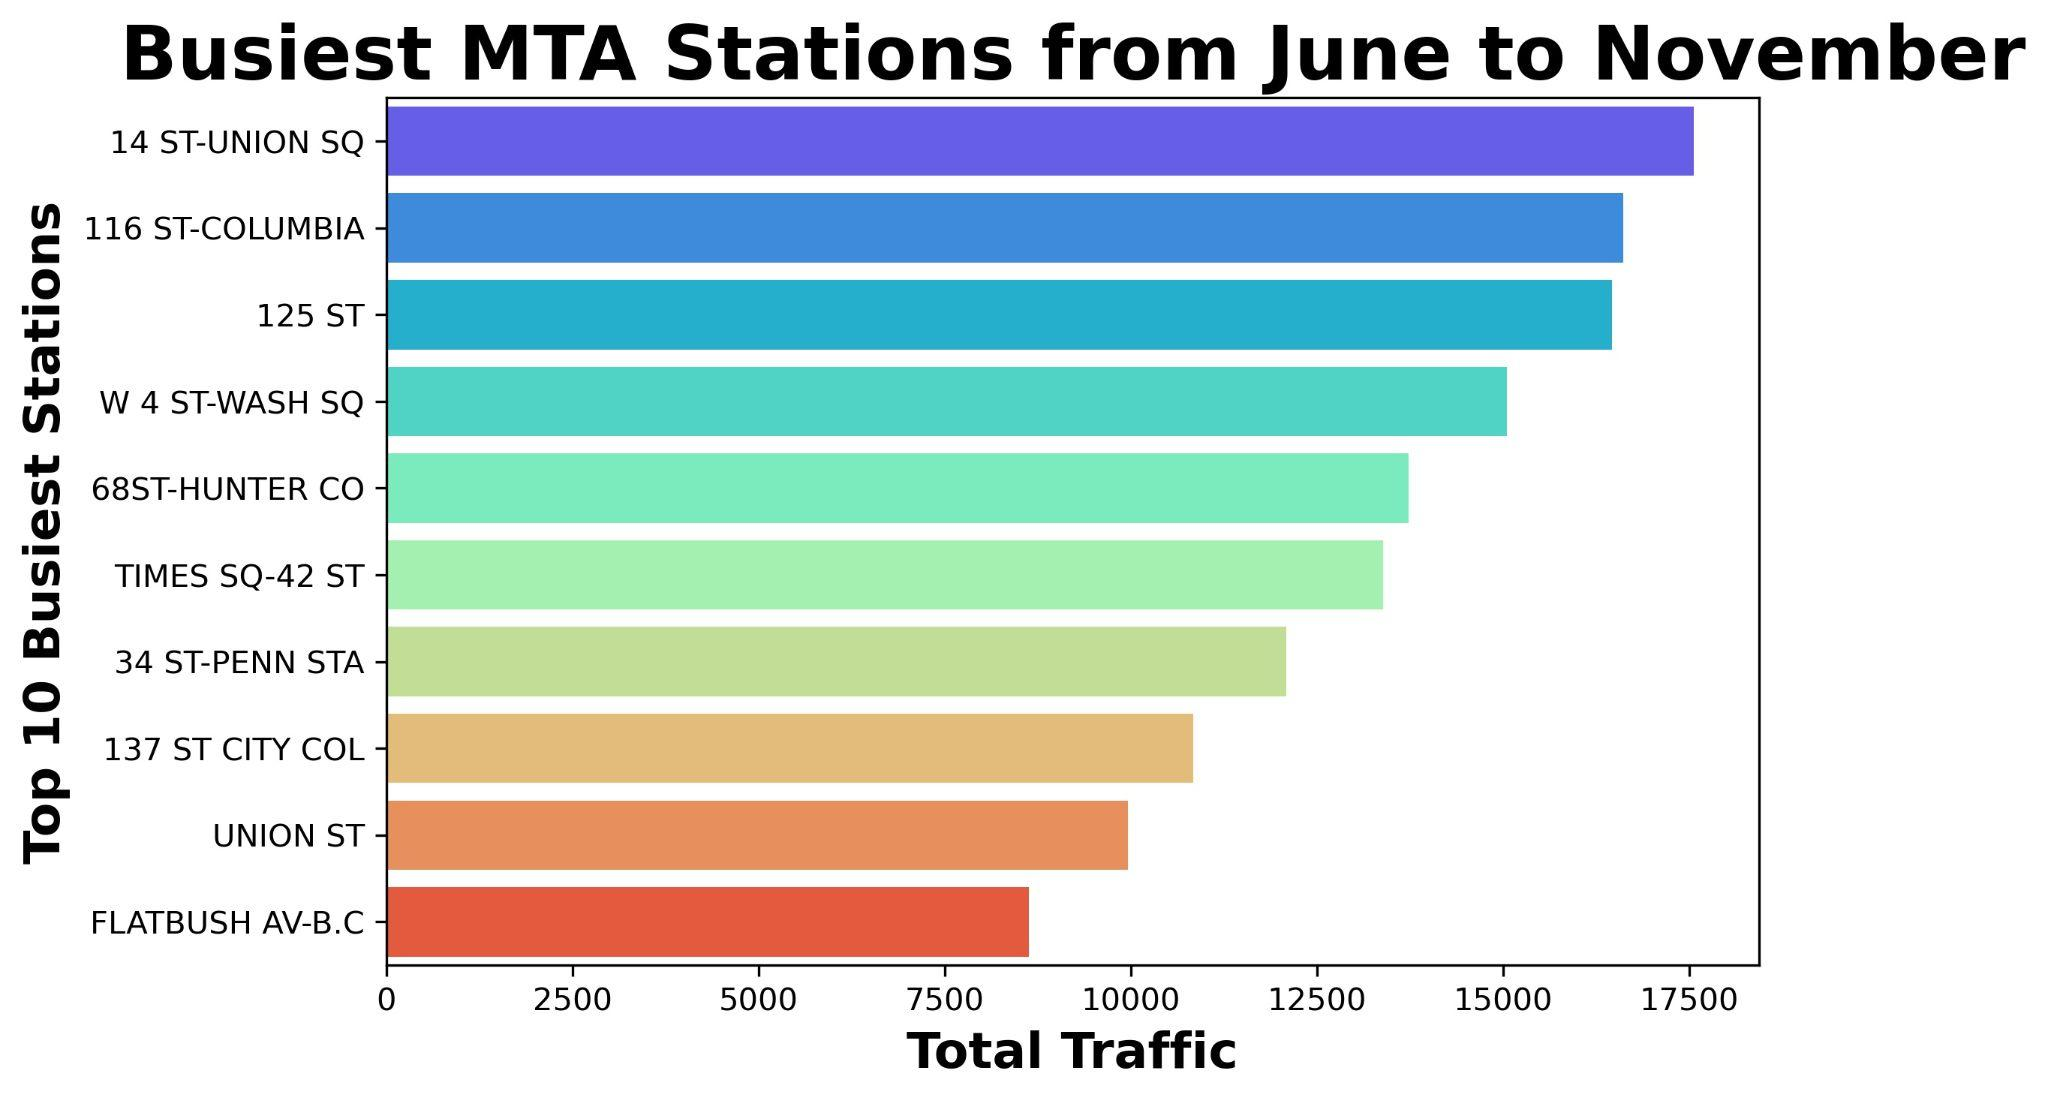 Busiest MTA Stations from June to November
Top 10 Busiest Stations
14 ST-UNION SQ
116 ST-COLUMBIA
125 ST
W 4 ST-WASH SQ
68ST-HUNTER CO
TIMES SQ-42 ST
34 ST-PENN STA
137 ST CITY COL
UNION ST
FLATBUSH AV-B.C
0 2500 5000 7500 10000 12500 15000 17500
Total Traffic